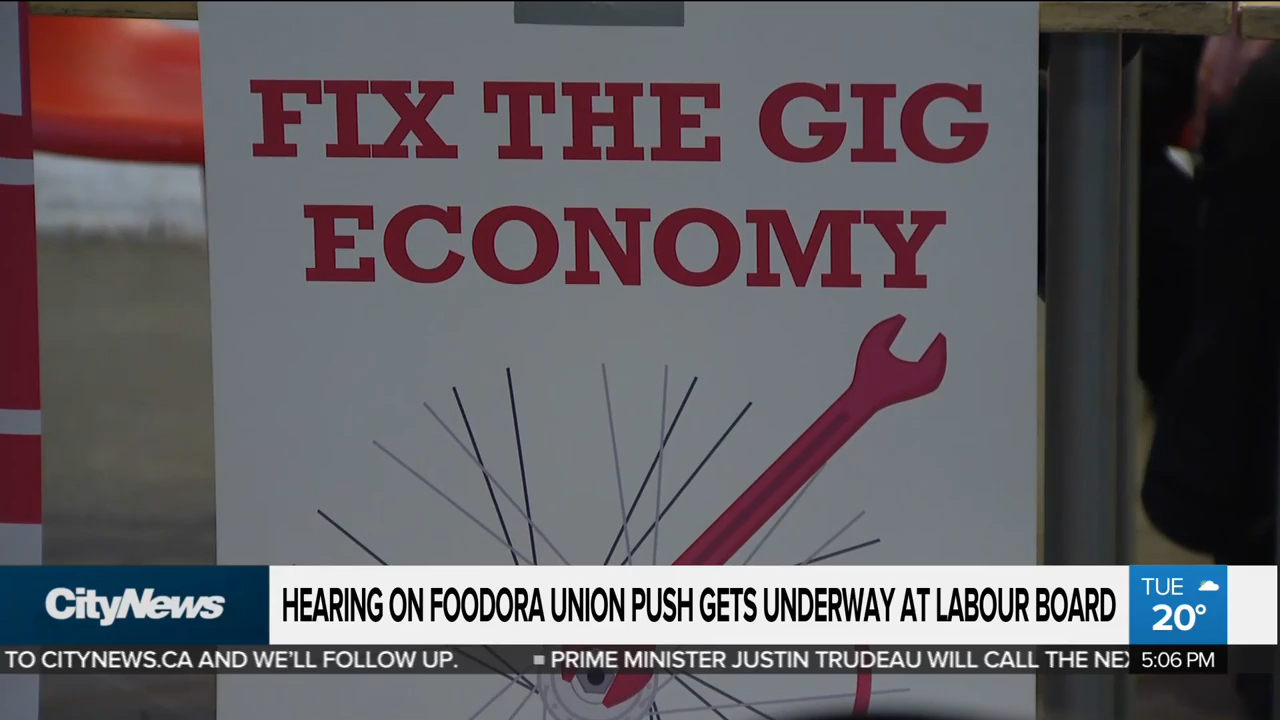 FIX THE GIG
ECONOMY
CityNews
HEARING ON FOODORA UNION PUSH GETS UNDERWAY AT LABOUR BOARD
TUE
20°
TO CITYNEWS.CA AND WE'LL FOLLOW UP. ■ PRIME MINISTER JUSTIN TRUDEAU WILL CALL THE
5:06 PM